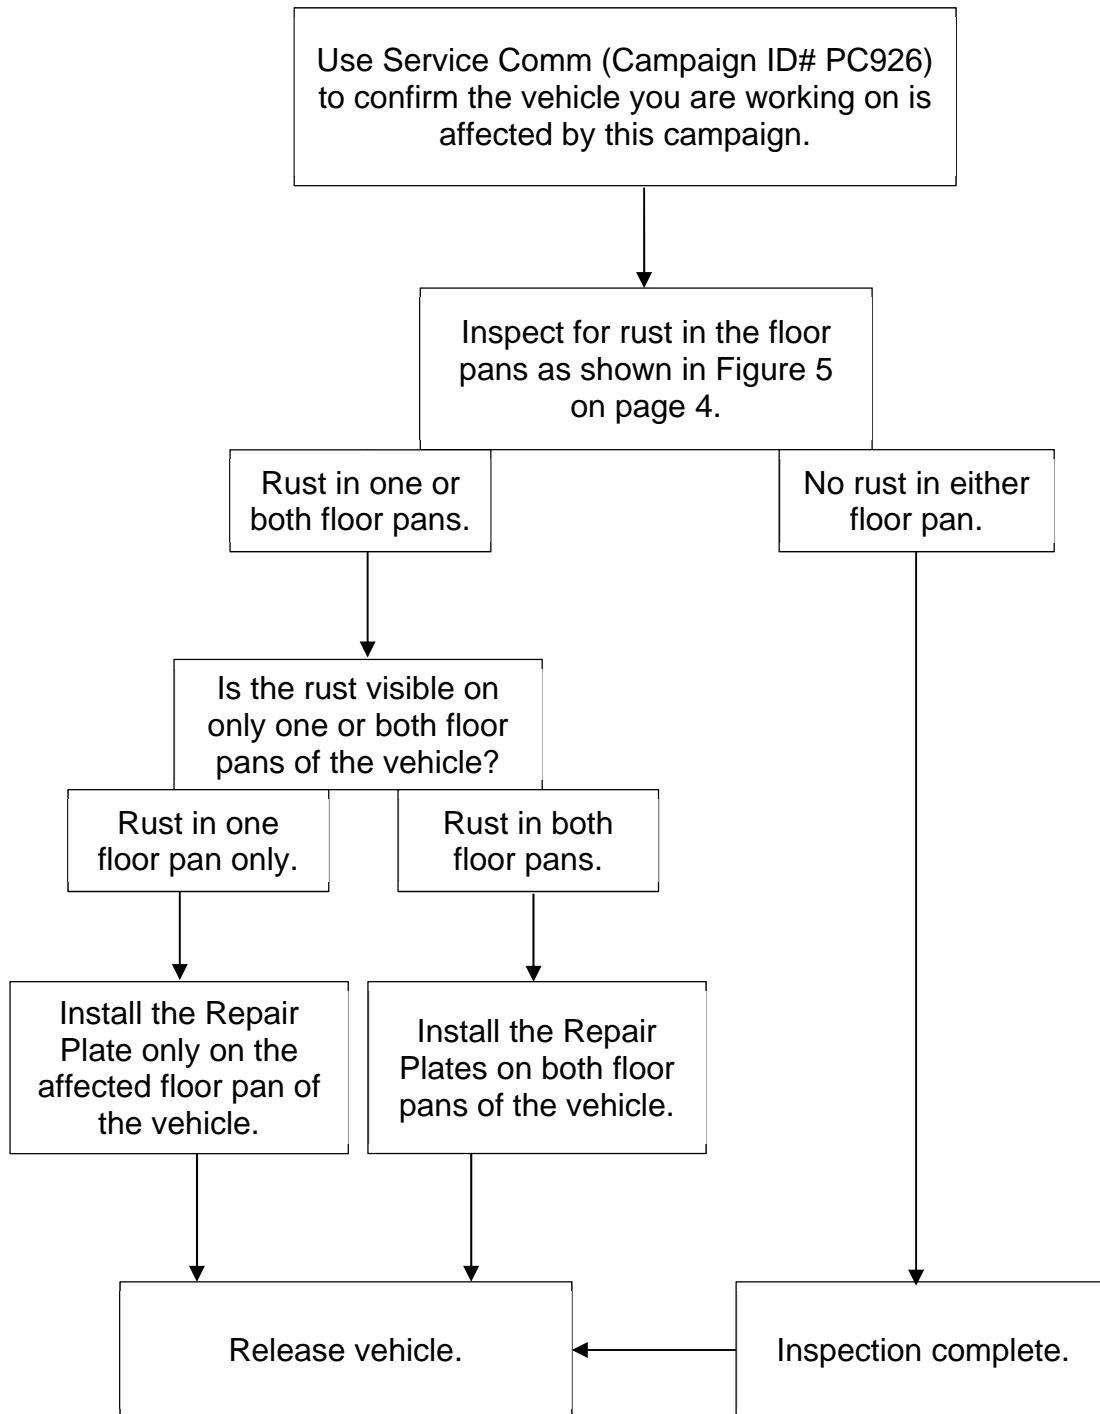 Use Service Comm (Campaign ID# PC926)
to confirm the vehicle you are working on is
affected by this campaign.
Inspect for rust in the floor
pans as shown in Figure 5
on page 4.
Rust in one or
both floor pans.
No rust in either
floor pan.
Is the rust visible on
only one or both floor
pans of the vehicle?
Rust in one
floor pan only.
Rust in both
floor pans.
Install the Repair
Plate only on the
affected floor pan of
the vehicle.
Install the Repair
Plates on both floor
pans of the vehicle.
Release vehicle.
Inspection complete.